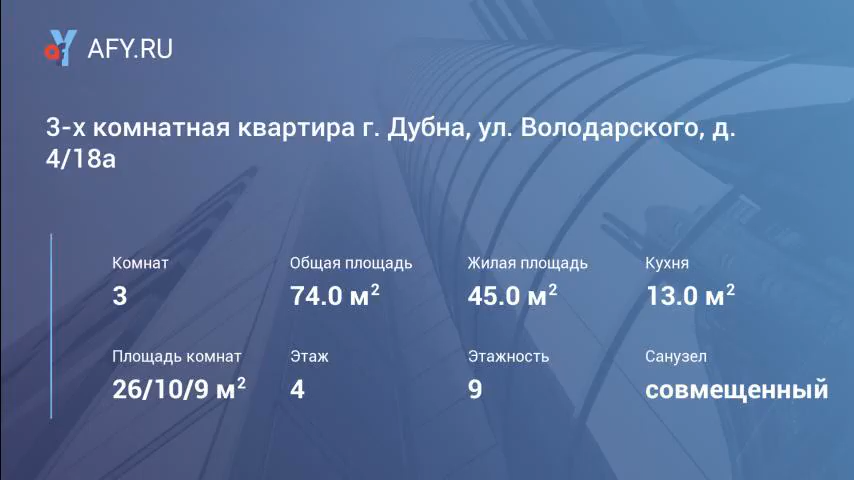 AFY.RU
3-х комнатная квартира г. Дубна, ул. Володарского, д.
4/18а
Комнат
Общая площадь
Жилая площадь
Кухня
3
74.0 м²
45.0 м²
13.0 м²
Площадь комнат
Этаж
Этажность
Санузел
26/10/9 м²
4
9
совмещенный